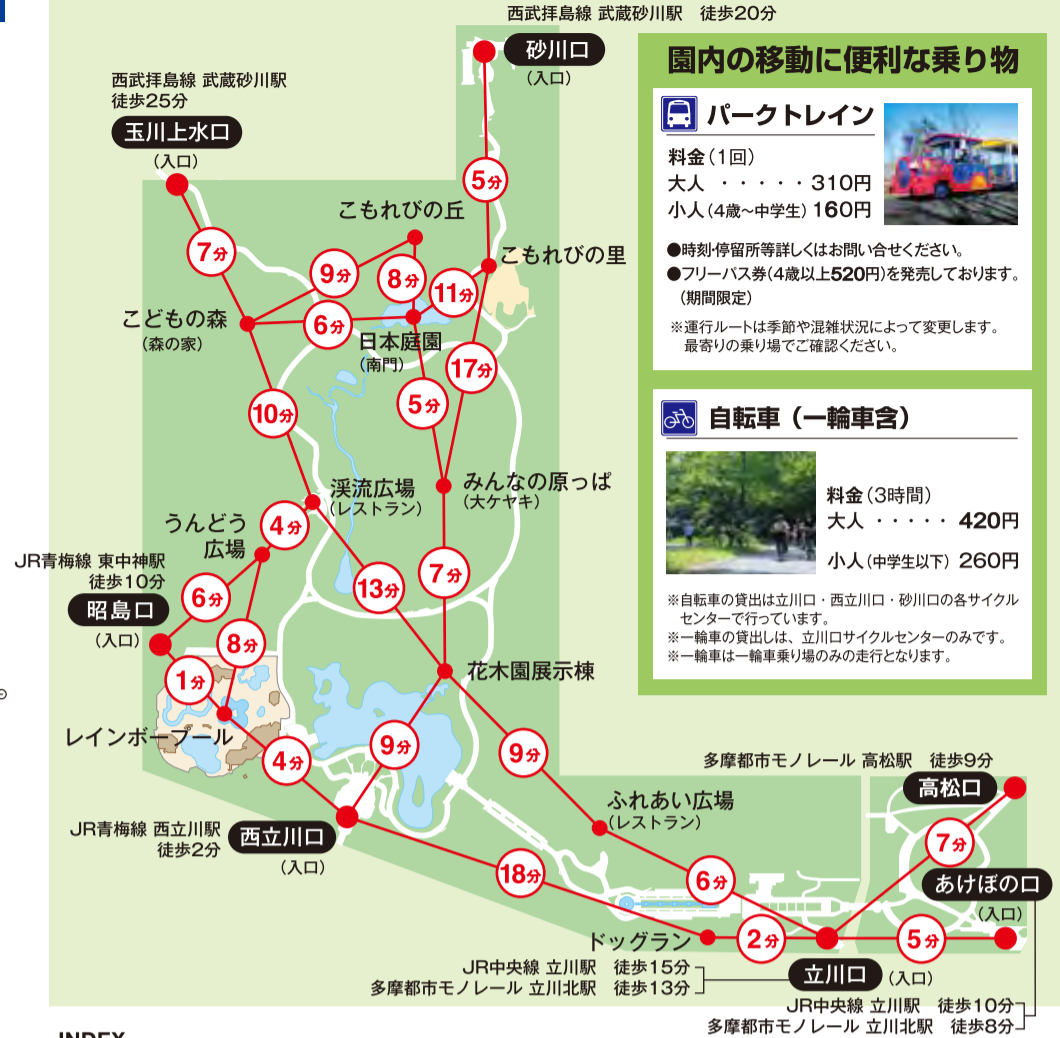 西武拝島線 武蔵砂川駅　徒歩20分
砂川口
(入口)
西武拝島線 武蔵砂川駅
徒歩25分
玉川上水口
(入口)
5分
こもれびの丘
7分
9分
8分
11分
こもれびの里
こどもの森
(森の家)
6分
日本庭園
(南門)
17分
5分
10分
渓流広場
(レストラン)
みんなの原っぱ
(大ケヤキ)
うんどう
広場
4分
JR青梅線 東中神駅
徒歩10分
昭島口
(入口)
6分
13分
7分
8分
1分
花木園展示棟
レインボープール
4分
9分
9分
JR青梅線 西立川駅
徒歩2分
西立川口
(入口)
ふれあい広場
(レストラン)
18分
6分
多摩都市モノレール 高松駅　徒歩9分
高松口
7分
あけぼの口
(入口)
ドッグラン
2分
5分
立川口
(入口)
JR中央線 立川駅　徒歩15分
多摩都市モノレール 立川北駅　徒歩13分
JR中央線 立川駅　徒歩10分
多摩都市モノレール 立川北駅　徒歩8分
園内の移動に便利な乗り物
パークトレイン
料金(1回)
大人 ・・・・・ 310円
小人(4歳〜中学生) 160円
●時刻・停留所等詳しくはお問い合せください。
●フリーパス券(4歳以上520円)を発売しております。
(期間限定)
※運行ルートは季節や混雑状況によって変更します。
最寄りの乗り場でご確認ください。
自転車（一輪車含）
料金(3時間)
大人 ・・・・・ 420円
小人(中学生以下) 260円
※自転車の貸出は立川口・西立川口・砂川口の各サイクル
センターで行っています。
※一輪車の貸出しは、立川口サイクルセンターのみです。
※一輪車は一輪車乗り場のみの走行となります。